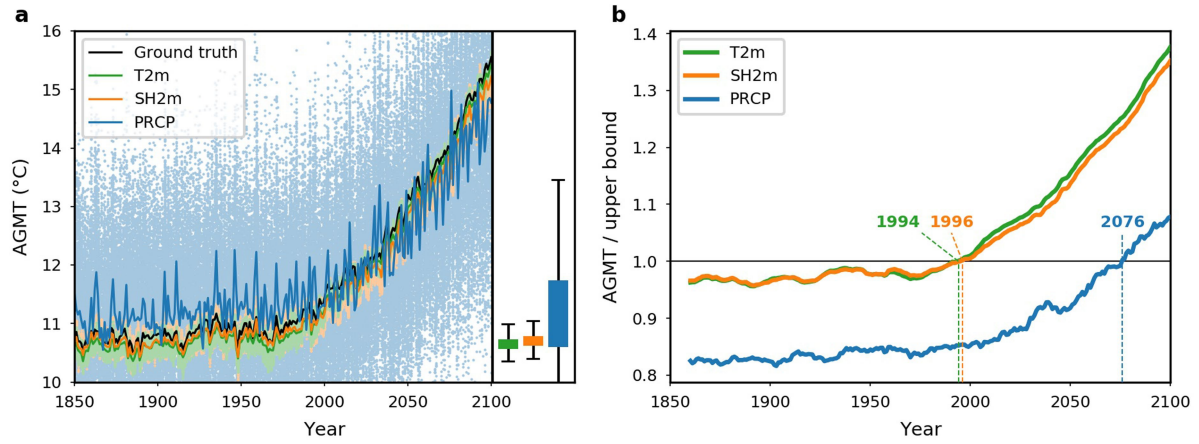 a
16
15
14
13
12
11
10
AGMT (°C)
Ground truth
T2m
SH2m
PRCP
1850
1900
1950
2000
2050
2100
Year
b
1.4
1.3
1.2
1.1
1.0
0.9
0.8
AGMT / upper bound
T2m
SH2m
PRCP
1994
1996
2076
1850
1900
1950
2000
2050
2100
Year